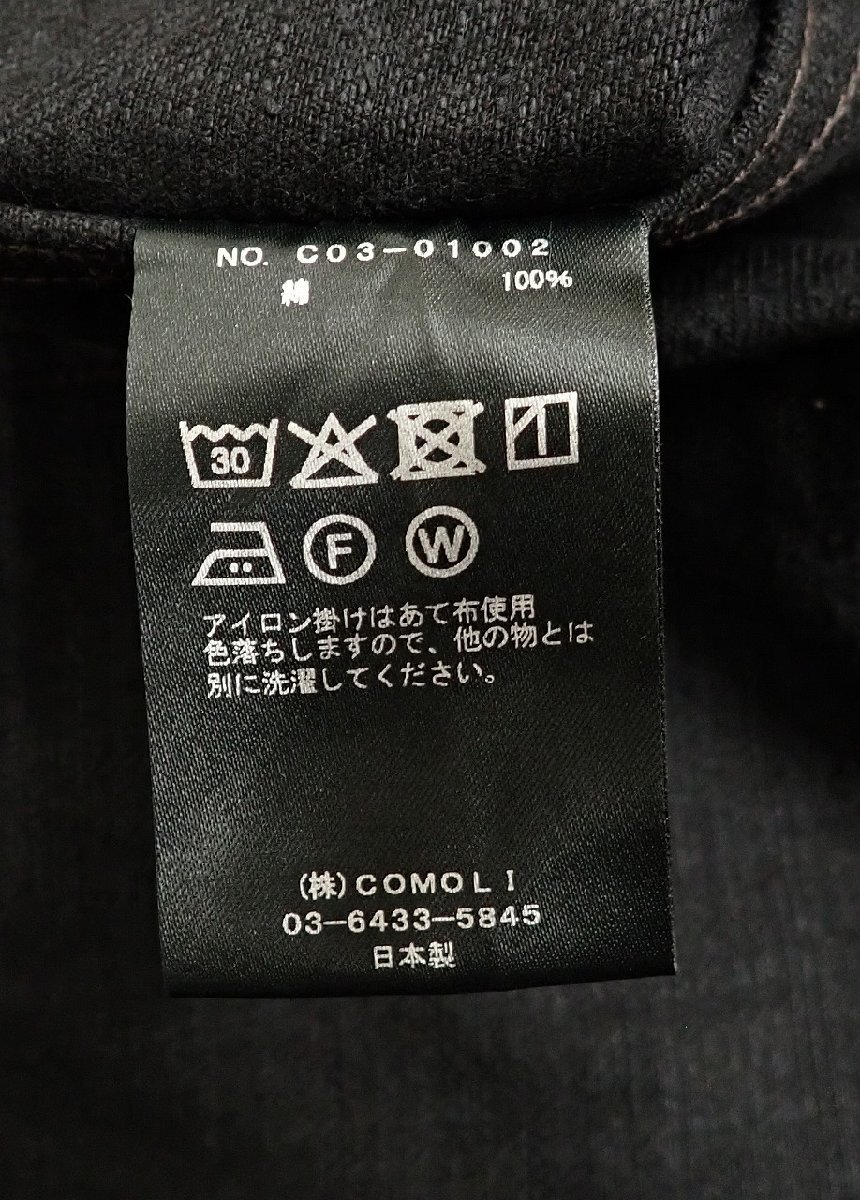 NO. C03-01002
綿 100%
30
F W
アイロン掛けはあて布使用
色落ちしますので、他の物とは
別に洗濯してください。
(株)COMOLI
03-6433-5845
日本製